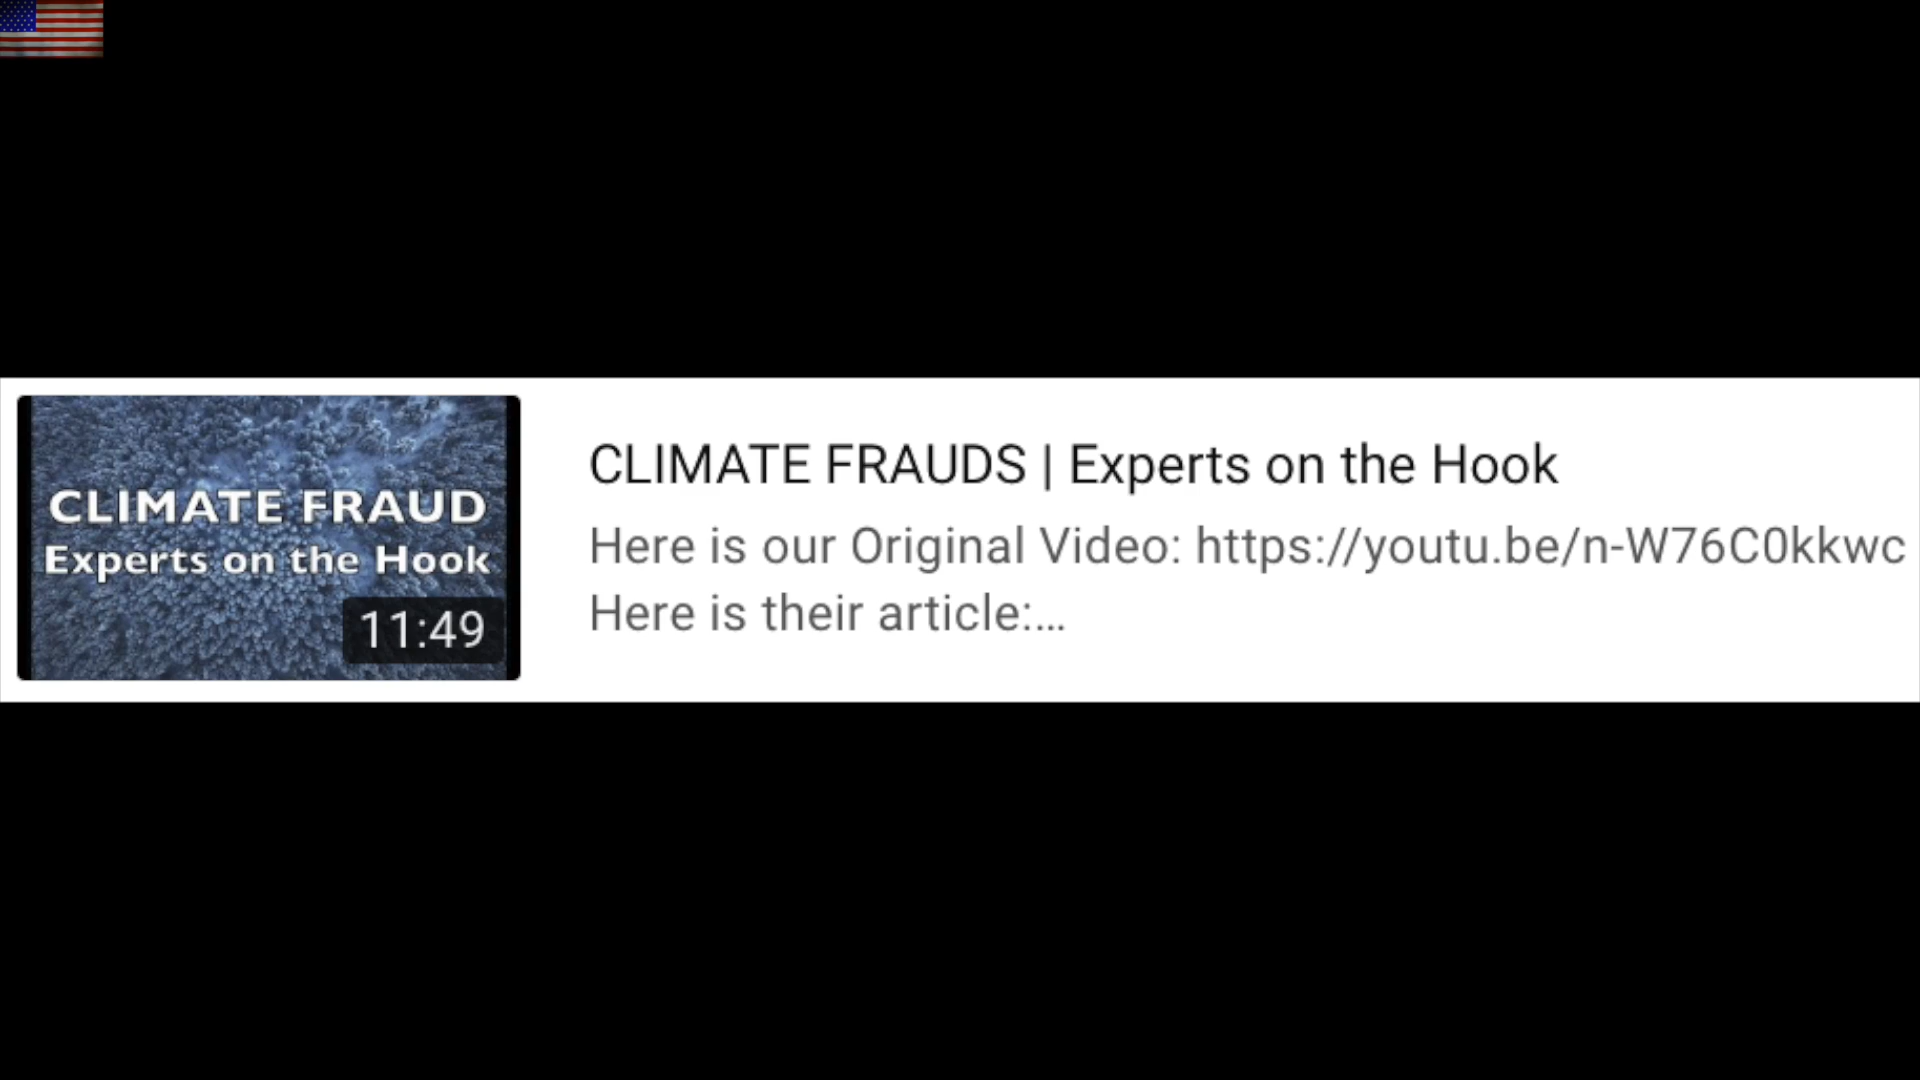 CLIMATE FRAUD
Experts on the Hook
11:49
CLIMATE FRAUDS | Experts on the Hook
Here is our Original Video: https://youtu.be/n-W76C0kkwc
Here is their article:...